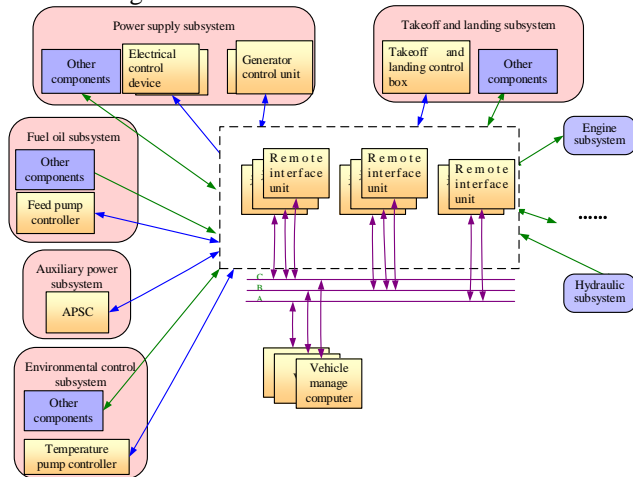 Power supply subsystem
Takeoff and landing subsystem
Other
components
Electrical
control
device
Generator
control unit
Takeoff and
landing control
box
Other
components
Fuel oil subsystem
Other
components
Feed pump
controller
Engine
subsystem
Remote
interface
unit
Remote
interface
unit
Remote
interface
unit
......
Auxiliary power
subsystem
APSC
Hydraulic
subsystem
C
B
A
Environmental control
subsystem
Other
components
Temperature
pump controller
Vehicle
manage
computer